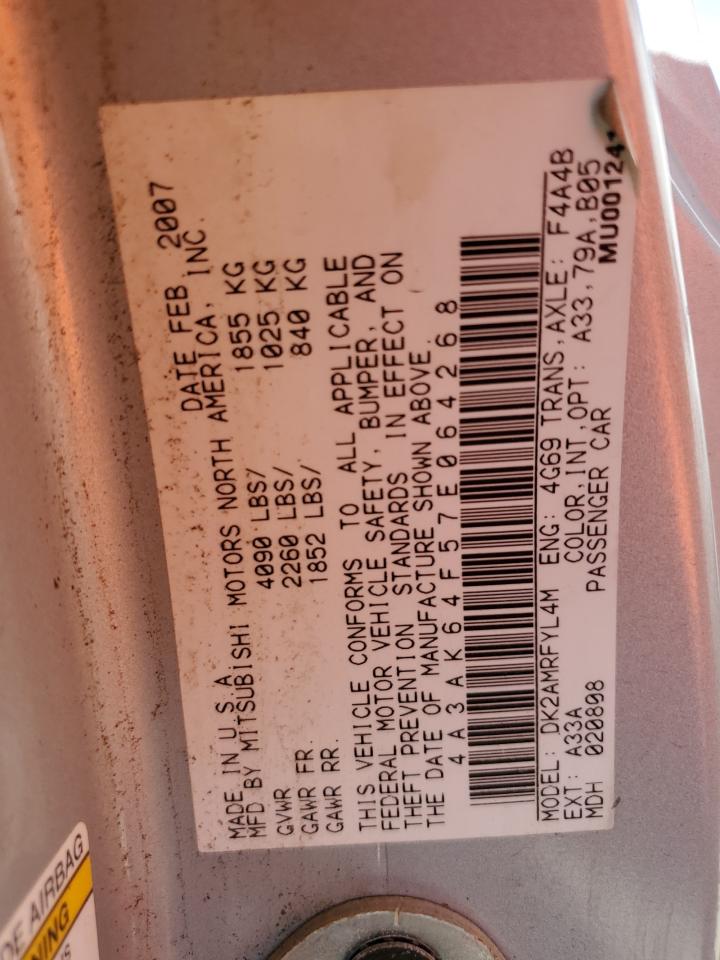 MADE IN U.S.A. DATE FEB, 2007
MFD BY MITSUBISHI MOTORS NORTH AMERICA, INC.
GVWR 4090 LBS/ 1855 KG
GAWR FR. 2260 LBS/ 1025 KG
GAWR RR. 1852 LBS/ 840 KG
THIS VEHICLE CONFORMS TO ALL APPLICABLE
FEDERAL MOTOR VEHICLE SAFETY, BUMPER, AND
THEFT PREVENTION STANDARDS IN EFFECT ON
THE DATE OF MANUFACTURE SHOWN ABOVE.
4A3AK64F57E064268
MODEL: DK2AMRFYL4M ENG: 4G69 TRANS,AXLE: F4A4B
EXT: A33A COLOR,INT,OPT: A33,79A,B05
MDH 020808 PASSENGER CAR MU00124*
AIRBAG